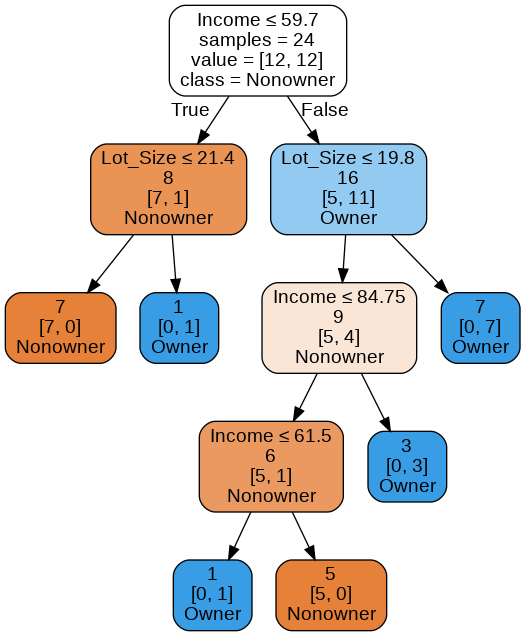 Income ≤ 59.7
samples = 24
value = [12, 12]
class = Nonowner
True
False
Lot_Size ≤ 21.4
8
[7, 1]
Nonowner
Lot_Size ≤ 19.8
16
[5, 11]
Owner
7
[7, 0]
Nonowner
1
[0, 1]
Owner
Income ≤ 84.75
9
[5, 4]
Nonowner
7
[0, 7]
Owner
Income ≤ 61.5
6
[5, 1]
Nonowner
3
[0, 3]
Owner
1
[0, 1]
Owner
5
[5, 0]
Nonowner